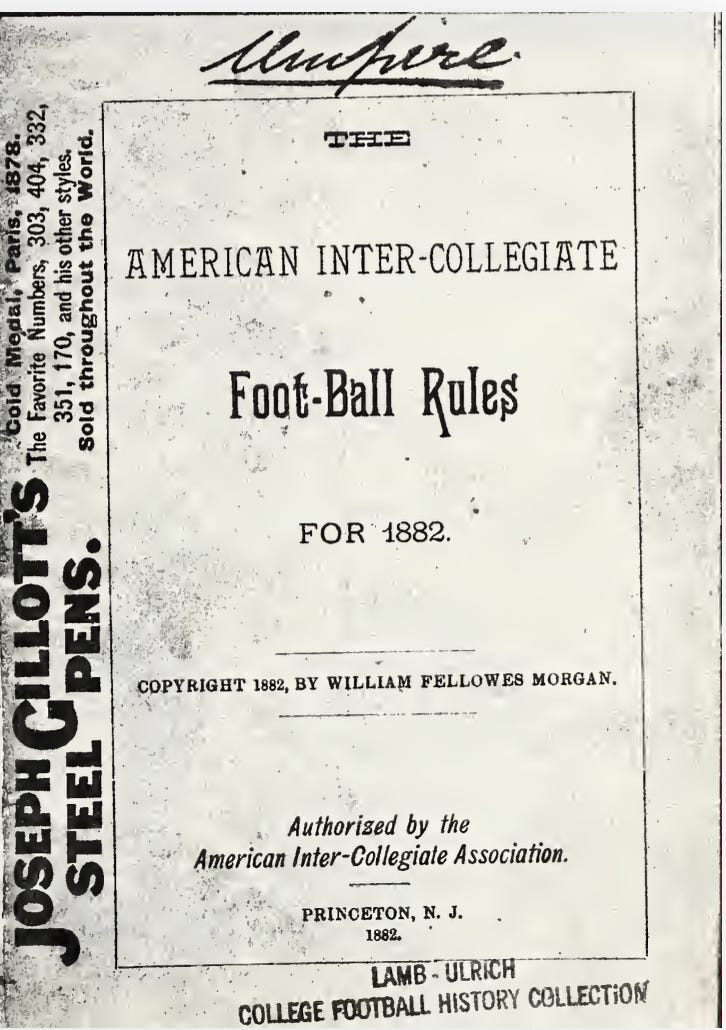 Umpire.
THE
AMERICAN INTER-COLLEGIATE
Foot-Ball Rules
FOR 1882.
COPYRIGHT 1882, BY WILLIAM FELLOWES MORGAN.
Authorized by the
American Inter-Collegiate Association.
PRINCETON, N. J.
1882.
LAMB - ULRICH
COLLEGE FOOTBALL HISTORY COLLECTION
JOSEPH GILLOTT'S
STEEL PENS.
Gold Medal, Paris, 1878.
The Favorite Numbers, 303, 404, 332,
351, 170, and his other styles.
Sold throughout the World.